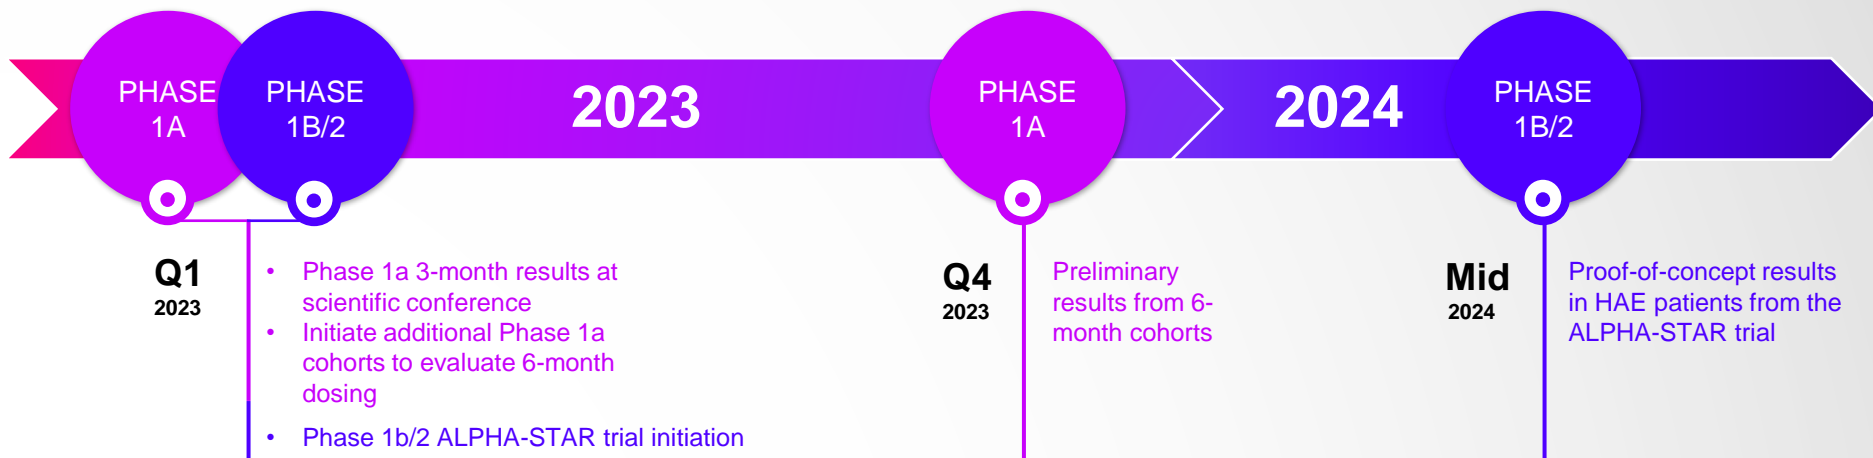 PHASE
1A
PHASE
1B/2
2023
PHASE
1A
2024
PHASE
1B/2
Q1
2023
• Phase 1a 3-month results at
scientific conference
• Initiate additional Phase 1a
cohorts to evaluate 6-month
dosing
• Phase 1b/2 ALPHA-STAR trial initiation
Q4
2023
Preliminary
results from 6-
month cohorts
Mid
2024
Proof-of-concept results
in HAE patients from the
ALPHA-STAR trial